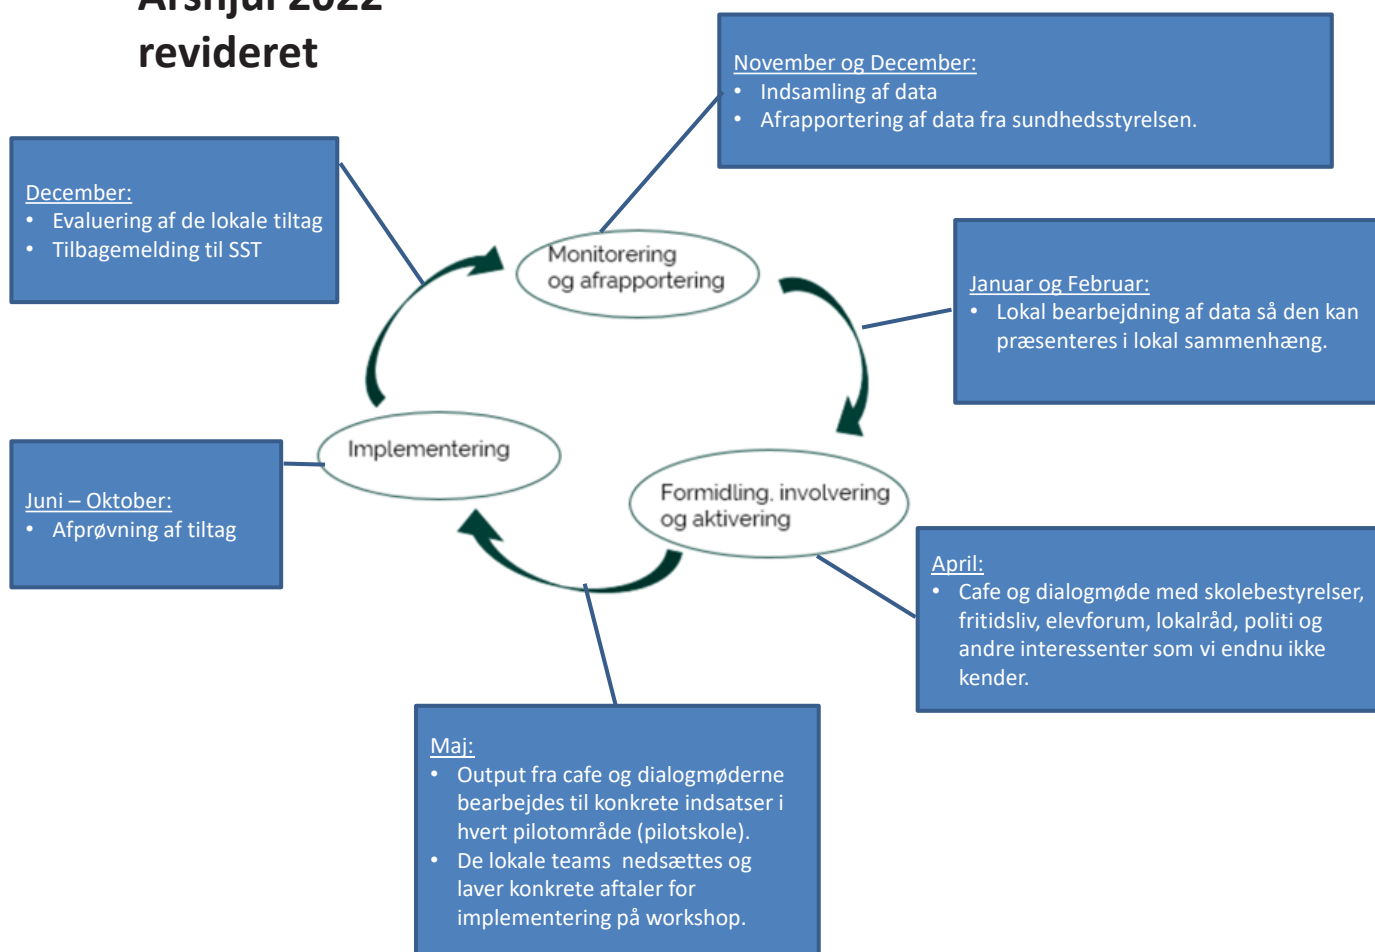 Årshjul 2022
revideret
November og December:
• Indsamling af data
• Afrapportering af data fra sundhedsstyrelsen.
December:
• Evaluering af de lokale tiltag
• Tilbagemelding til SST
Monitorering
og afrapportering
Januar og Februar:
• Lokal bearbejdning af data så den kan
præsenteres i lokal sammenhæng.
Implementering
Formidling, involvering
og aktivering
Juni – Oktober:
• Afprøvning af tiltag
April:
• Cafe og dialogmøde med skolebestyrelser,
fritidsliv, elevforum, lokalråd, politi og
andre interessenter som vi endnu ikke
kender.
Maj:
• Output fra cafe og dialogmøderne
bearbejdes til konkrete indsatser i
hvert pilotområde (pilotskole).
• De lokale teams nedsættes og
laver konkrete aftaler for
implementering på workshop.